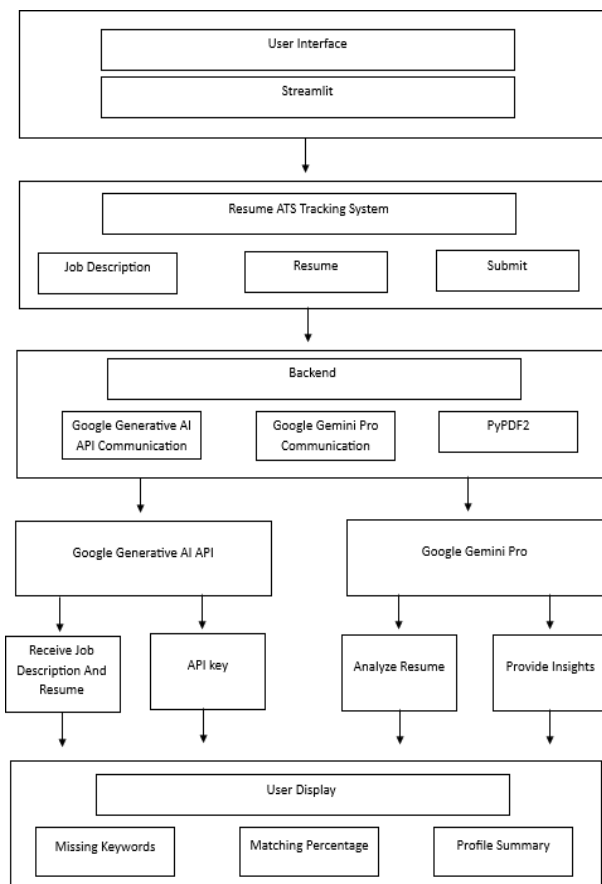 User Interface
Streamlit
Resume ATS Tracking System
Job Description
Resume
Submit
Backend
Google Generative AI
API Communication
Google Gemini Pro
Communication
PyPDF2
Google Generative AI API
Google Gemini Pro
Receive Job
Description And
Resume
API key
Analyze Resume
Provide Insights
User Display
Missing Keywords
Matching Percentage
Profile Summary